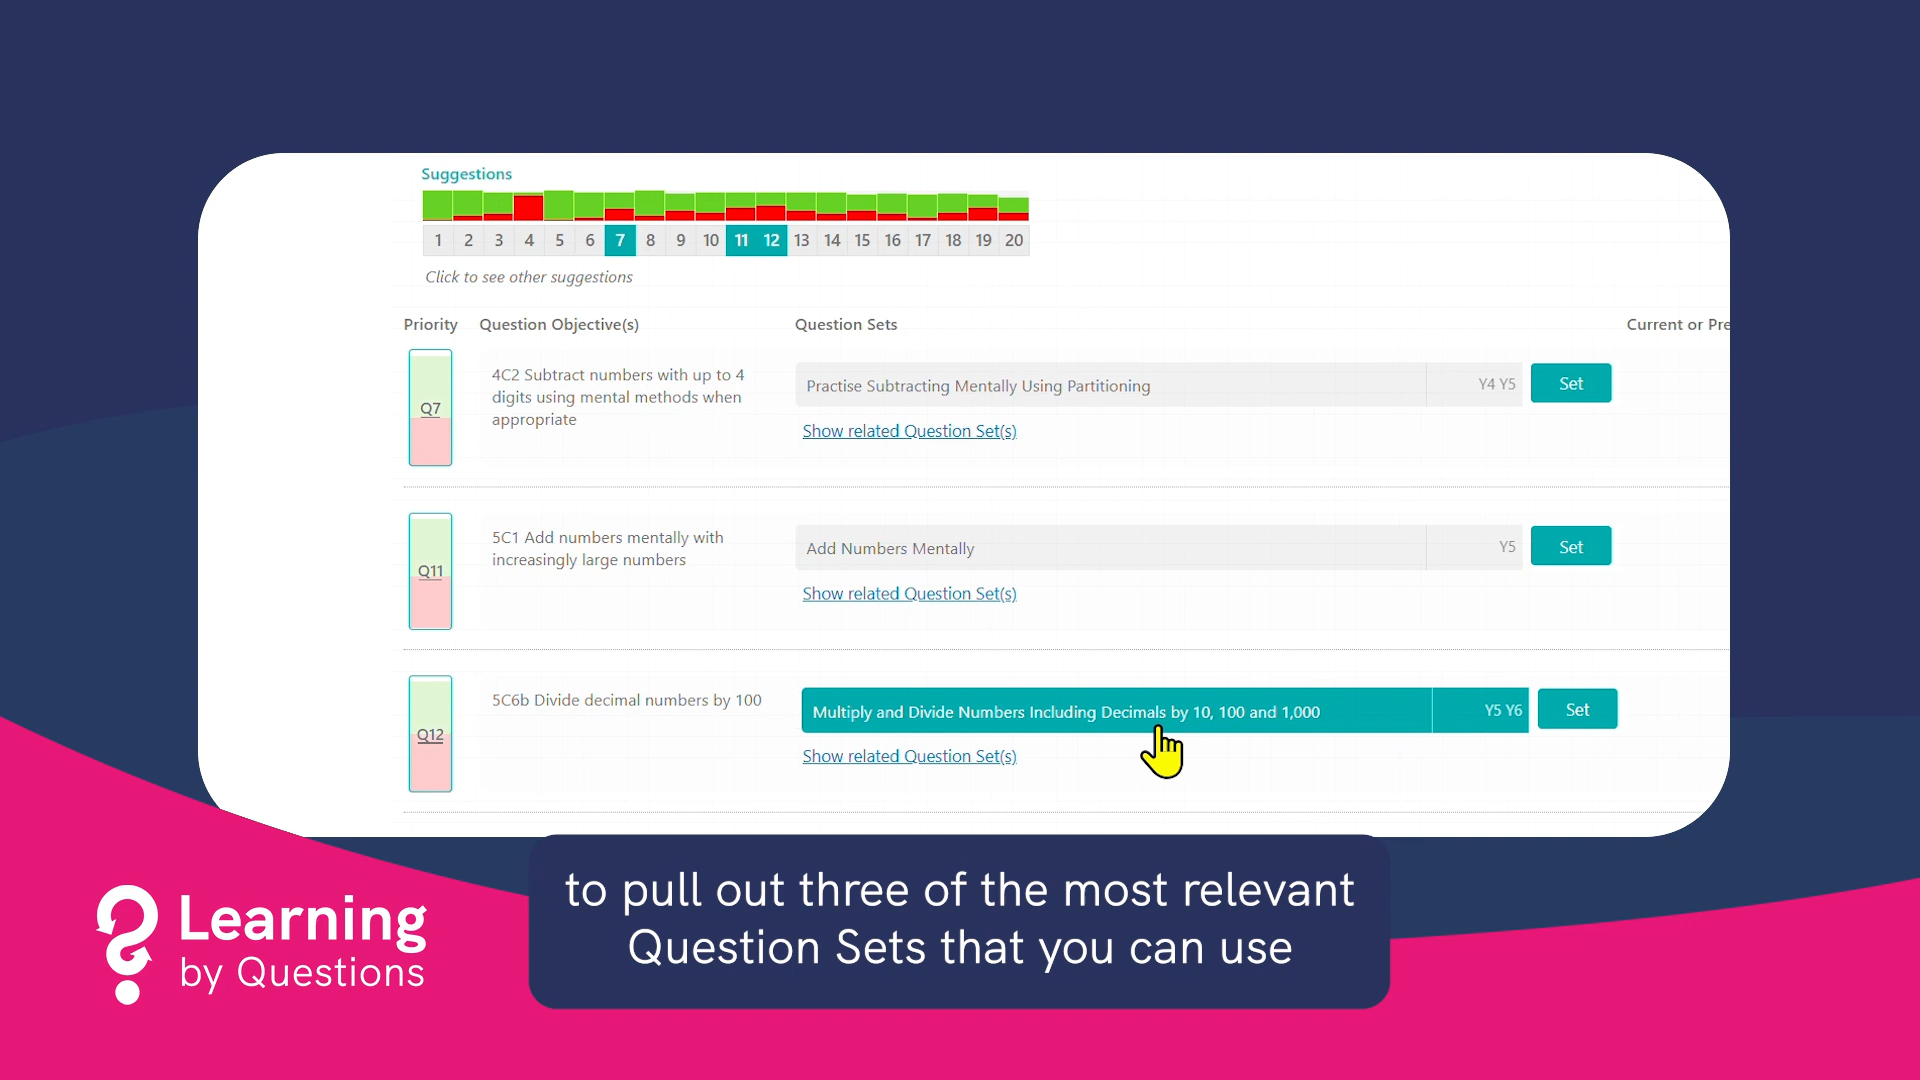 Suggestions
1 2 3 4 5 6 7 8 9 10 11 12 13 14 15 16 17 18 19 20
Click to see other suggestions
Priority Question Objective(s) Question Sets Current or Pre
Q7
4C2 Subtract numbers with up to 4
digits using mental methods when
appropriate
Practise Subtracting Mentally Using Partitioning Y4 Y5 Set
Show related Question Set(s)
Q11
5C1 Add numbers mentally with
increasingly large numbers
Add Numbers Mentally Y5 Set
Show related Question Set(s)
Q12
5C6b Divide decimal numbers by 100
Multiply and Divide Numbers Including Decimals by 10, 100 and 1,000 Y5 Y6 Set
Show related Question Set(s)
to pull out three of the most relevant
Question Sets that you can use
Learning
by Questions